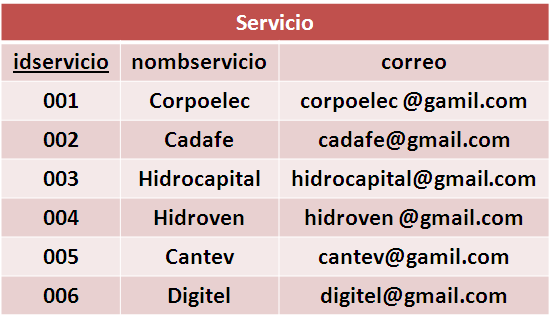 Servicio
idservicio nombservicio correo
001 Corpoelec corpoelec @gamil.com
002 Cadafe cadafe@gmail.com
003 Hidrocapital hidrocapital@gmail.com
004 Hidroven hidroven @gmail.com
005 Cantev cantev@gamil.com
006 Digitel digitel@gmail.com